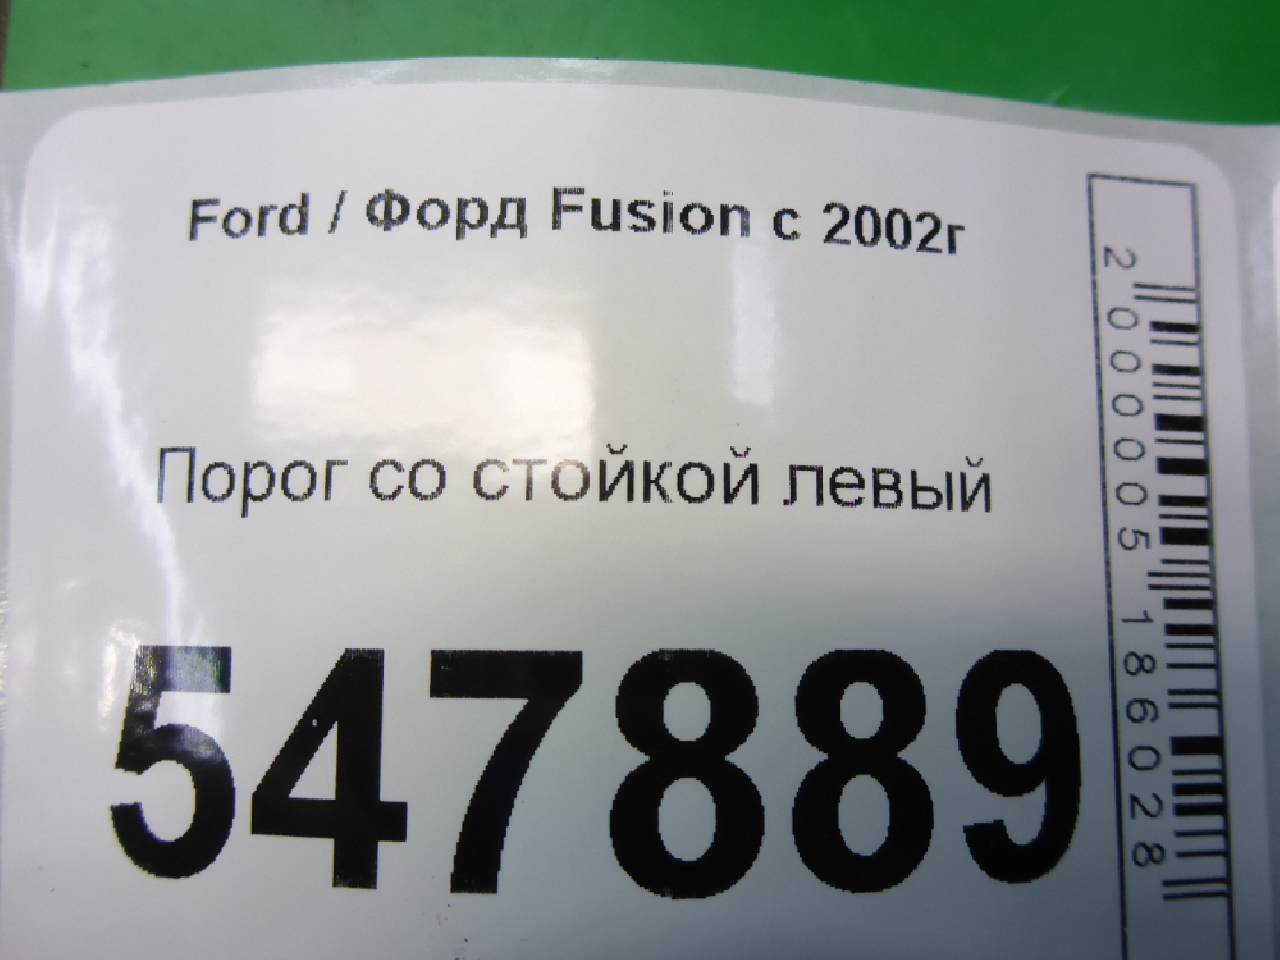 Ford / Форд Fusion с 2002г
Порог со стойкой левый
547889
2000005186028